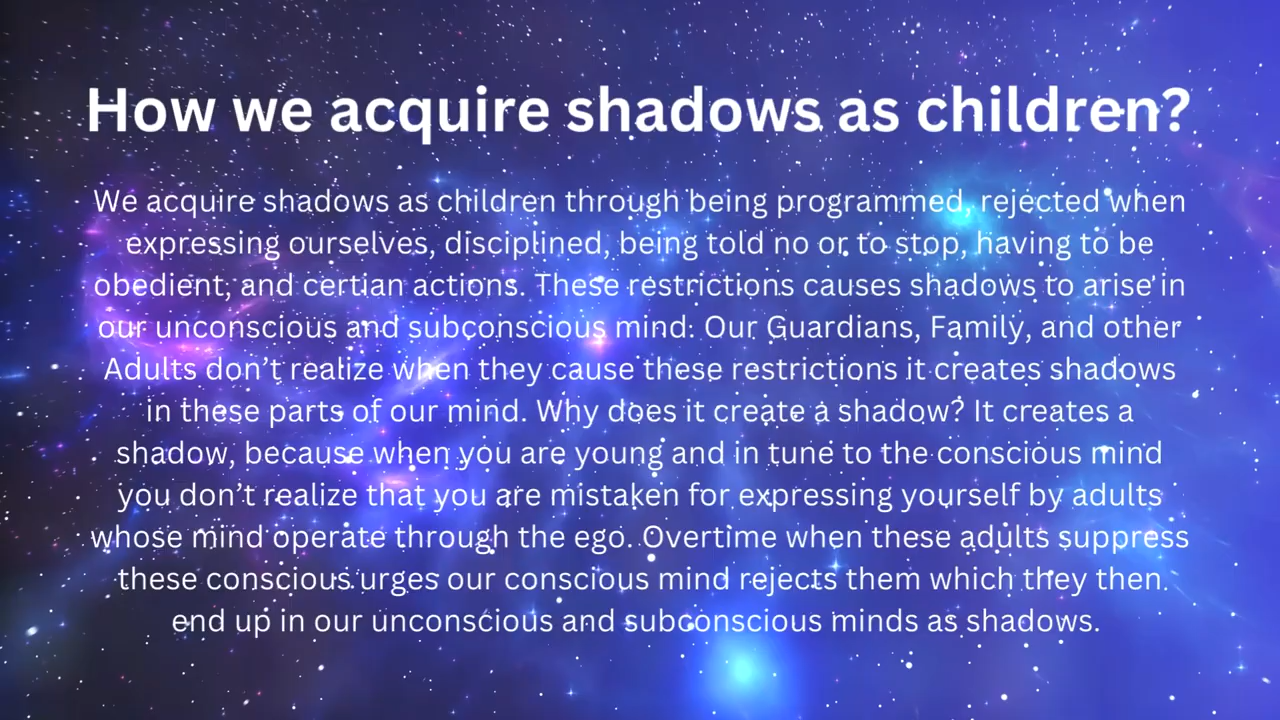 How we acquire shadows as children?
We acquire shadows as children through being programmed, rejected when
expressing ourselves, disciplined, being told no or to stop, having to be
obedient, and certian actions. These restrictions causes shadows to arise in
our unconscious and subconscious mind. Our Guardians, Family, and other
Adults don’t realize when they cause these restrictions it creates shadows
in these parts of our mind. Why does it create a shadow? It creates a
shadow, because when you are young and in tune to the conscious mind
you don’t realize that you are mistaken for expressing yourself by adults
whose mind operate through the ego. Overtime when these adults suppress
these conscious urges our conscious mind rejects them which they then
end up in our unconscious and subconscious minds as shadows.